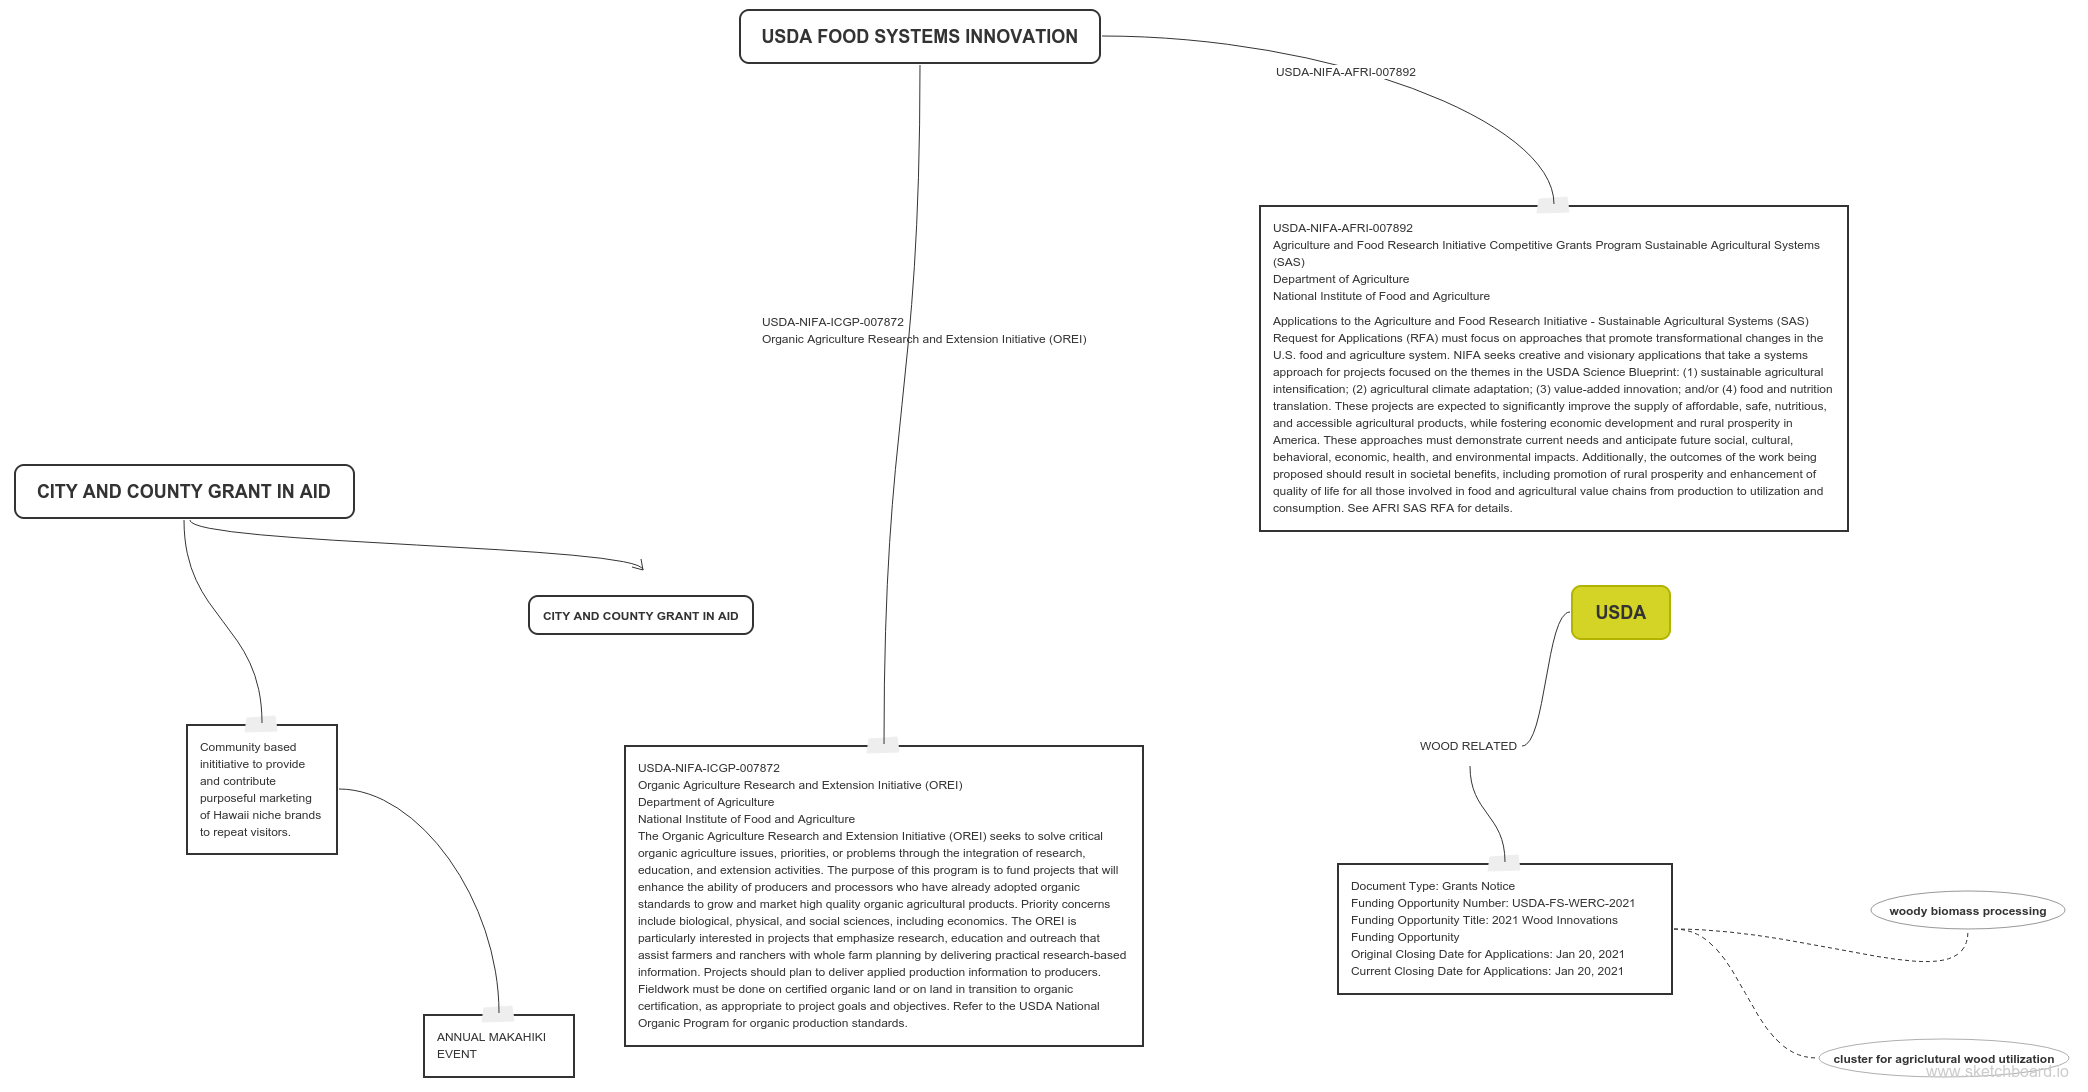 USDA FOOD SYSTEMS INNOVATION
USDA-NIFA-AFRI-007892
USDA-NIFA-AFRI-007892
Agriculture and Food Research Initiative Competitive Grants Program Sustainable Agricultural Systems
(SAS)
Department of Agriculture
National Institute of Food and Agriculture
Applications to the Agriculture and Food Research Initiative - Sustainable Agricultural Systems (SAS)
Request for Applications (RFA) must focus on approaches that promote transformational changes in the
U.S. food and agriculture system. NIFA seeks creative and visionary applications that take a systems
approach for projects focused on the themes in the USDA Science Blueprint: (1) sustainable agricultural
intensification; (2) agricultural climate adaptation; (3) value-added innovation; and/or (4) food and nutrition
translation. These projects are expected to significantly improve the supply of affordable, safe, nutritious,
and accessible agricultural products, while fostering economic development and rural prosperity in
America. These approaches must demonstrate current needs and anticipate future social, cultural,
behavioral, economic, health, and environmental impacts. Additionally, the outcomes of the work being
proposed should result in societal benefits, including promotion of rural prosperity and enhancement of
quality of life for all those involved in food and agricultural value chains from production to utilization and
consumption. See AFRI SAS RFA for details.
USDA-NIFA-ICGP-007872
Organic Agriculture Research and Extension Initiative (OREI)
CITY AND COUNTY GRANT IN AID
CITY AND COUNTY GRANT IN AID
USDA
Community based
inititiative to provide
and contribute
purposeful marketing
of Hawaii niche brands
to repeat visitors.
USDA-NIFA-ICGP-007872
Organic Agriculture Research and Extension Initiative (OREI)
Department of Agriculture
National Institute of Food and Agriculture
The Organic Agriculture Research and Extension Initiative (OREI) seeks to solve critical
organic agriculture issues, priorities, or problems through the integration of research,
education, and extension activities. The purpose of this program is to fund projects that will
enhance the ability of producers and processors who have already adopted organic
standards to grow and market high quality organic agricultural products. Priority concerns
include biological, physical, and social sciences, including economics. The OREI is
particularly interested in projects that emphasize research, education and outreach that
assist farmers and ranchers with whole farm planning by delivering practical research-based
information. Projects should plan to deliver applied production information to producers.
Fieldwork must be done on certified organic land or on land in transition to organic
certification, as appropriate to project goals and objectives. Refer to the USDA National
Organic Program for organic production standards.
WOOD RELATED
Document Type: Grants Notice
Funding Opportunity Number: USDA-FS-WERC-2021
Funding Opportunity Title: 2021 Wood Innovations
Funding Opportunity
Original Closing Date for Applications: Jan 20, 2021
Current Closing Date for Applications: Jan 20, 2021
woody biomass processing
ANNUAL MAKAHIKI
EVENT
cluster for agriclutural wood utilization
www.sketchboard.io